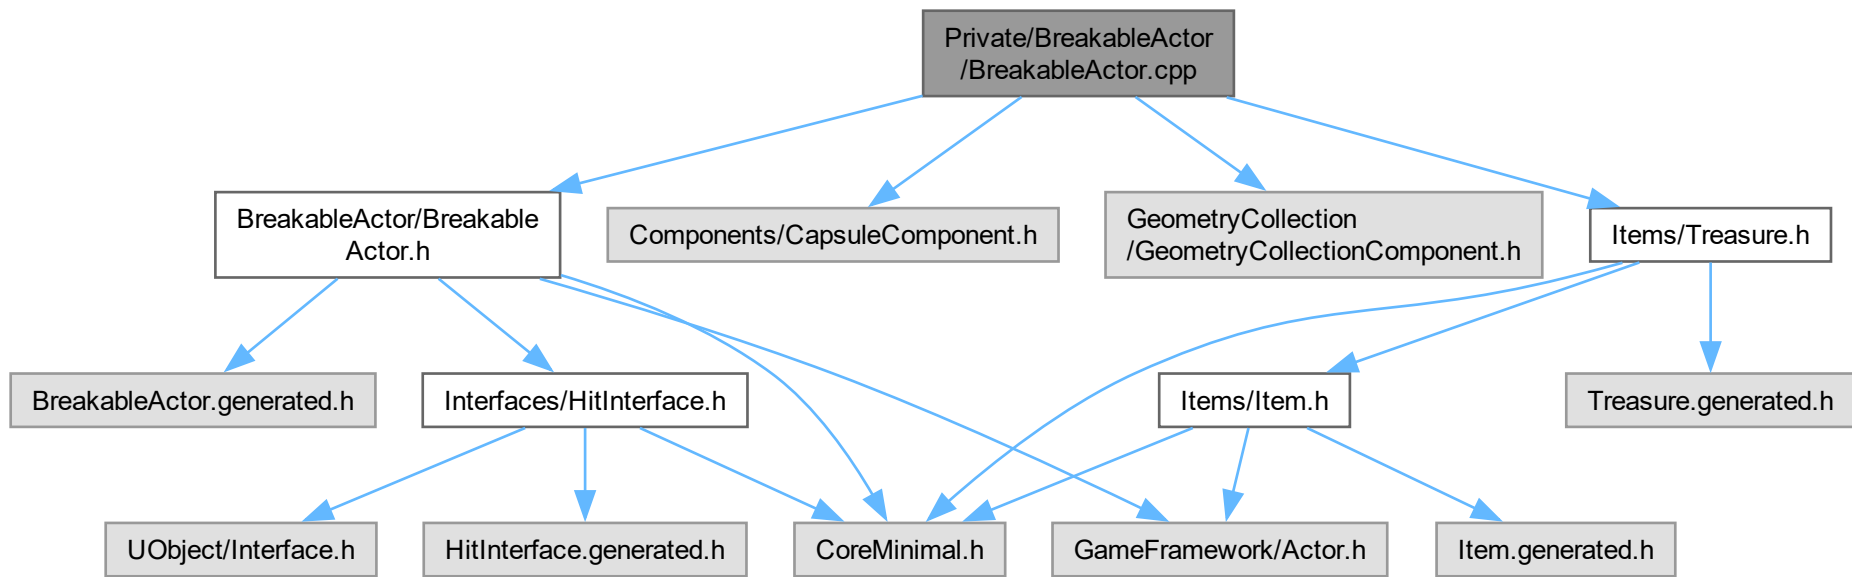 Private/BreakableActor
/BreakableActor.cpp
BreakableActor/Breakable
Actor.h
Components/CapsuleComponent.h
GeometryCollection
/GeometryCollectionComponent.h
Items/Treasure.h
BreakableActor.generated.h
Interfaces/HitInterface.h
Items/Item.h
Treasure.generated.h
UObject/Interface.h
HitInterface.generated.h
CoreMinimal.h
GameFramework/Actor.h
Item.generated.h